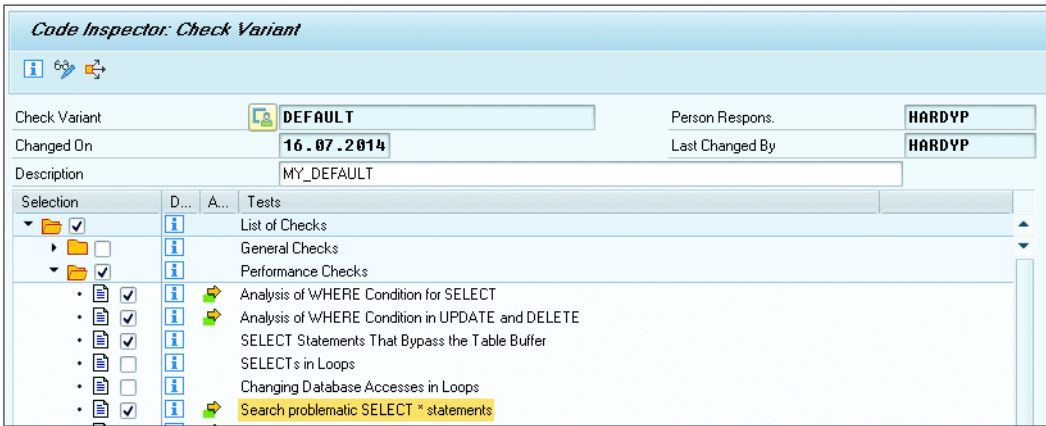 Code Inspector: Check Variant
Check Variant DEFAULT Person Respons. HARDYP
Changed On 16.07.2014 Last Changed By HARDYP
Description MY_DEFAULT
Selection D... A... Tests
List of Checks
General Checks
Performance Checks
Analysis of WHERE Condition for SELECT
Analysis of WHERE Condition in UPDATE and DELETE
SELECT Statements That Bypass the Table Buffer
SELECTs in Loops
Changing Database Accesses in Loops
Search problematic SELECT * statements